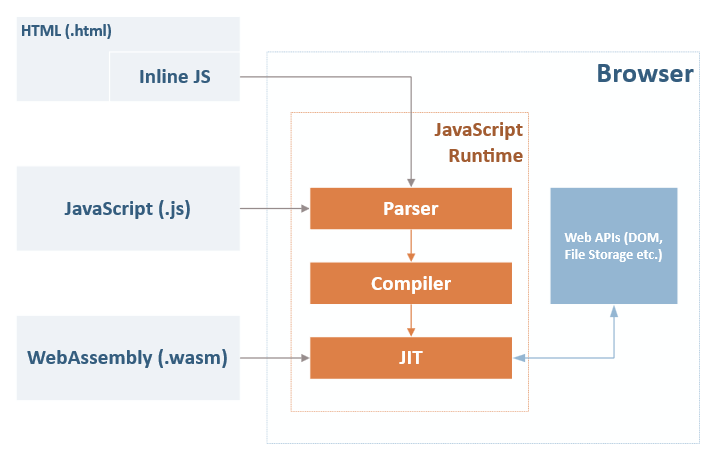 HTML (.html)
Inline JS
Browser
JavaScript
Runtime
JavaScript (.js)
Parser
Web APIs (DOM,
File Storage etc.)
Compiler
WebAssembly (.wasm)
JIT